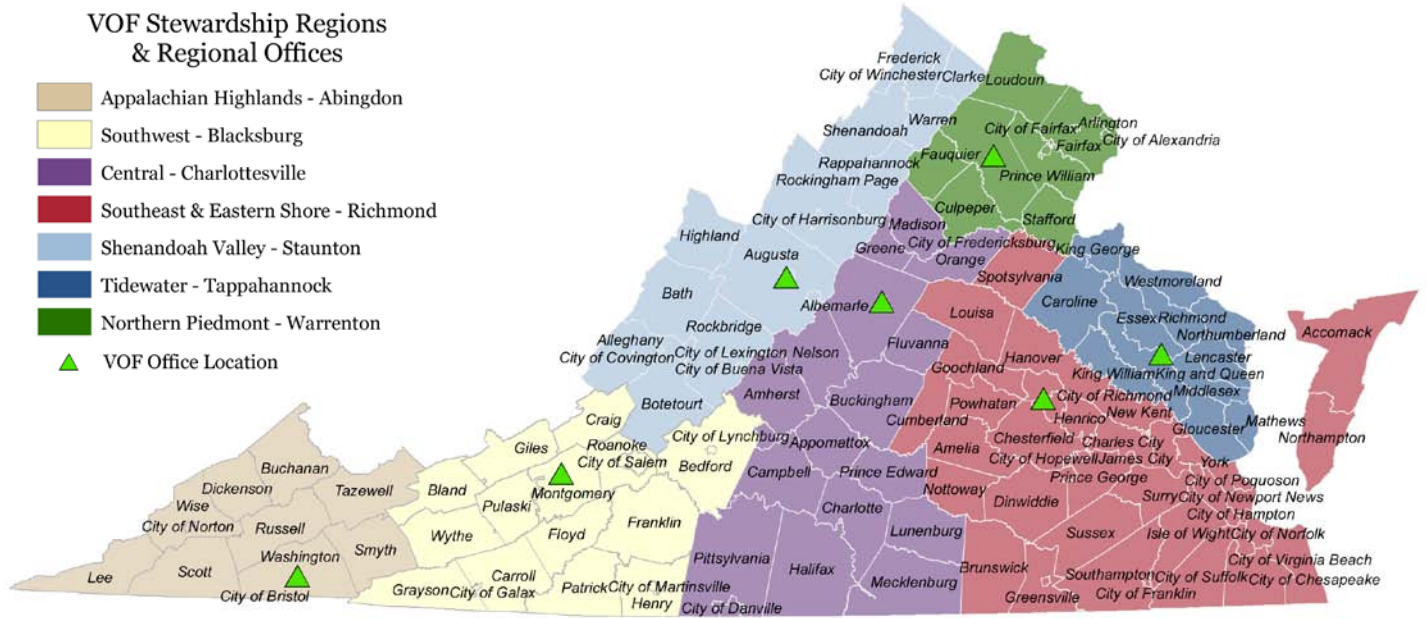 VOF Stewardship Regions
& Regional Offices
Appalachian Highlands - Abingdon
Southwest - Blacksburg
Central - Charlottesville
Southeast & Eastern Shore - Richmond
Shenandoah Valley - Staunton
Tidewater - Tappahannock
Northern Piedmont - Warrenton
VOF Office Location
Frederick
City of Winchester
Clarke
Loudoun
Warren
Shenandoah
City of Fairfax
Arlington
City of Alexandria
Fairfax
Fauquier
Rappahannock
Prince William
Rockingham
Page
Culpeper
Stafford
City of Harrisonburg
Madison
Highland
Greene
City of Fredericksburg
King George
Augusta
Orange
Spotsylvania
Westmoreland
Bath
Albemarle
Caroline
Louisa
Essex
Richmond
Rockbridge
Northumberland
Accomack
Alleghany
Fluvanna
City of Covington
City of Lexington
Nelson
Hanover
Lancaster
City of Buena Vista
Goochland
King William
King and Queen
Amherst
Buckingham
Powhatan
City of Richmond
Middlesex
Botetourt
Henrico
New Kent
Craig
Cumberland
Mathews
Gloucester
Roanoke
City of Lynchburg
Appomattox
Chesterfield
Charles City
Northampton
Giles
Amelia
City of Salem
City of Hopewell
James City
York
Buchanan
Bedford
Campbell
Prince Edward
Prince George
City of Poquoson
Dickenson
Tazewell
Bland
Montgomery
Nottoway
Dinwiddie
Surry
City of Newport News
Wise
Pulaski
Charlotte
City of Hampton
City of Norton
Russell
Franklin
Lunenburg
Sussex
Isle of Wight
City of Norfolk
Wythe
Floyd
Washington
Smyth
Pittsylvania
City of Virginia Beach
Lee
Scott
Carroll
Halifax
Brunswick
Southampton
City of Suffolk
City of Chesapeake
Mecklenburg
Grayson
City of Galax
Patrick
City of Martinsville
City of Bristol
Henry
City of Danville
Greensville
City of Franklin